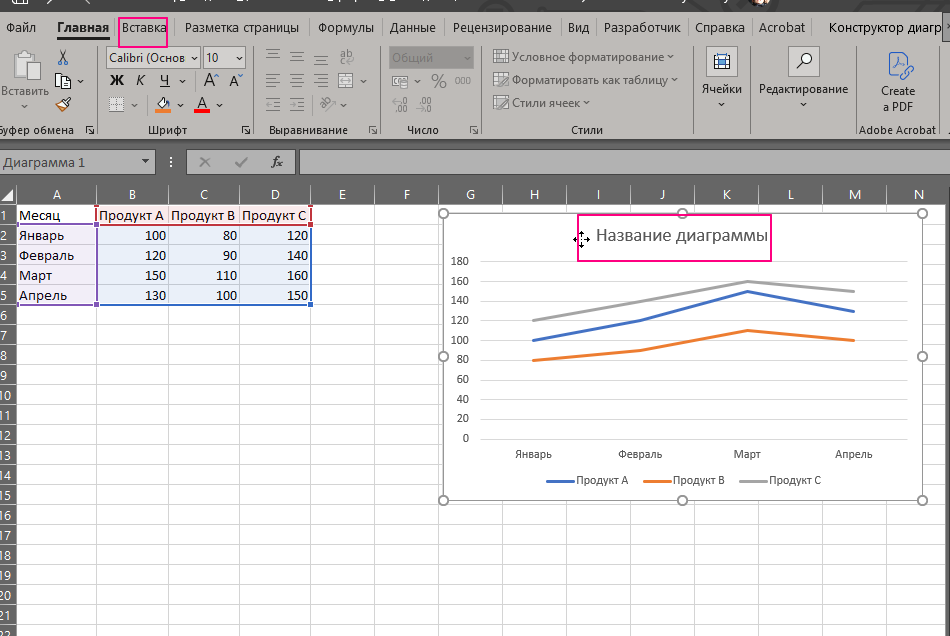 Файл Главная Вставка Разметка страницы Формулы Данные Рецензирование Вид Разработчик Справка Acrobat Конструктор диагр
Calibri (Основ 10 Общий Условное форматирование
Вставить Ж К Ч A A % 000 Форматировать как таблицу Ячейки Редактирование Create
A Стили ячеек а PDF
Буфер обмена Шрифт Выравнивание Число Стили Adobe Acrobat
Диаграмма 1 fx
A B C D E F G H I J K L M N
1 Месяц Продукт A Продукт B Продукт C
2 Январь 100 80 120
3 Февраль 120 90 140
4 Март 150 110 160
5 Апрель 130 100 150
6
7
8
9
10
11
12
13
14
15
16
17
18
19
20
21
22
Название диаграммы
180
160
140
120
100
80
60
40
20
0
Январь Февраль Март Апрель
Продукт A Продукт B Продукт C